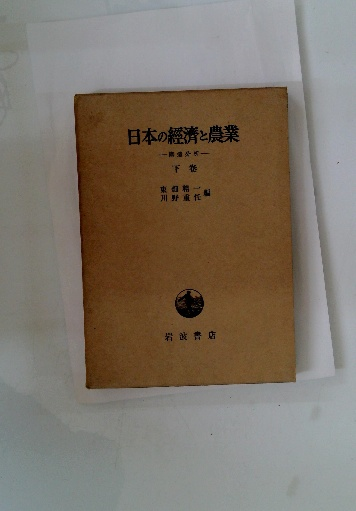 日本の經濟と農業
下巻
東畑精一
川野重任
編
岩波書店